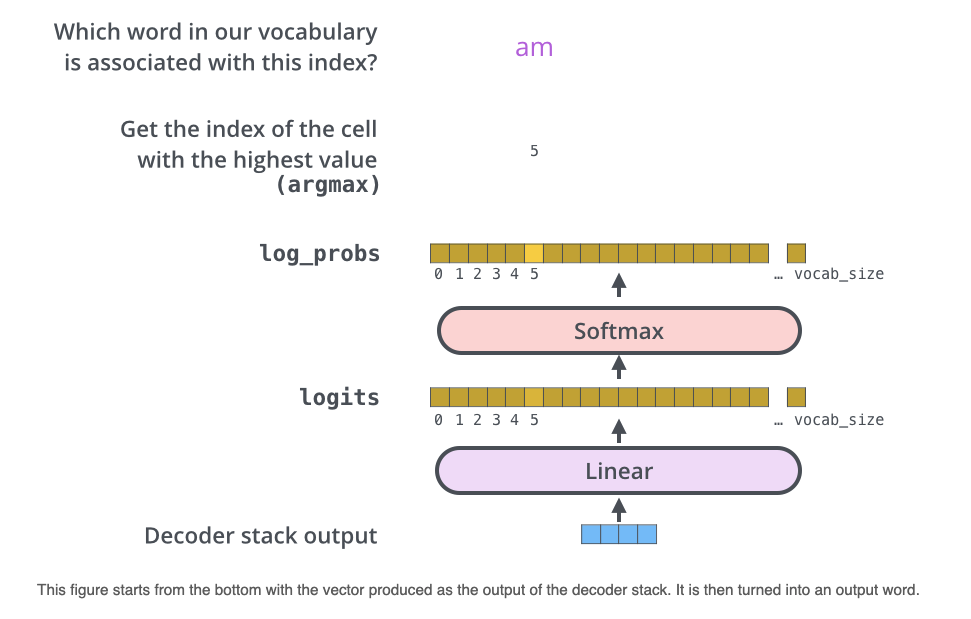 Which word in our vocabulary
is associated with this index?
am
Get the index of the cell
with the highest value
(argmax)
5
log_probs
0 1 2 3 4 5 … vocab_size
Softmax
logits
0 1 2 3 4 5 … vocab_size
Linear
Decoder stack output
This figure starts from the bottom with the vector produced as the output of the decoder stack. It is then turned into an output word.